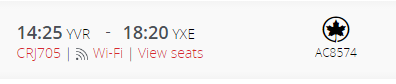 14:25 YVR - 18:20 YXE
CRJ705 | Wi-Fi | View seats
AC8574